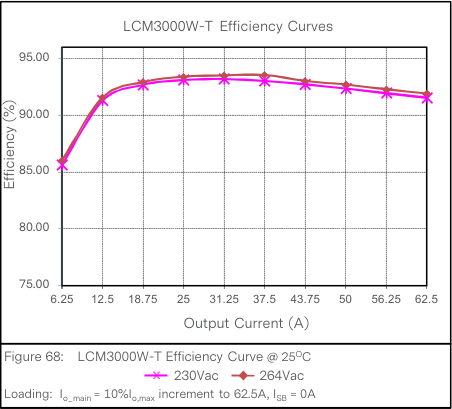 LCM3000W-T Efficiency Curves
95.00
90.00
85.00
80.00
75.00
Efficiency (%)
6.25 12.5 18.75 25 31.25 37.5 43.75 50 56.25 62.5
Output Current (A)
Figure 68: LCM3000W-T Efficiency Curve @ 25°C
230Vac 264Vac
Loading: Io_main = 10%Io,max increment to 62.5A, ISB = 0A